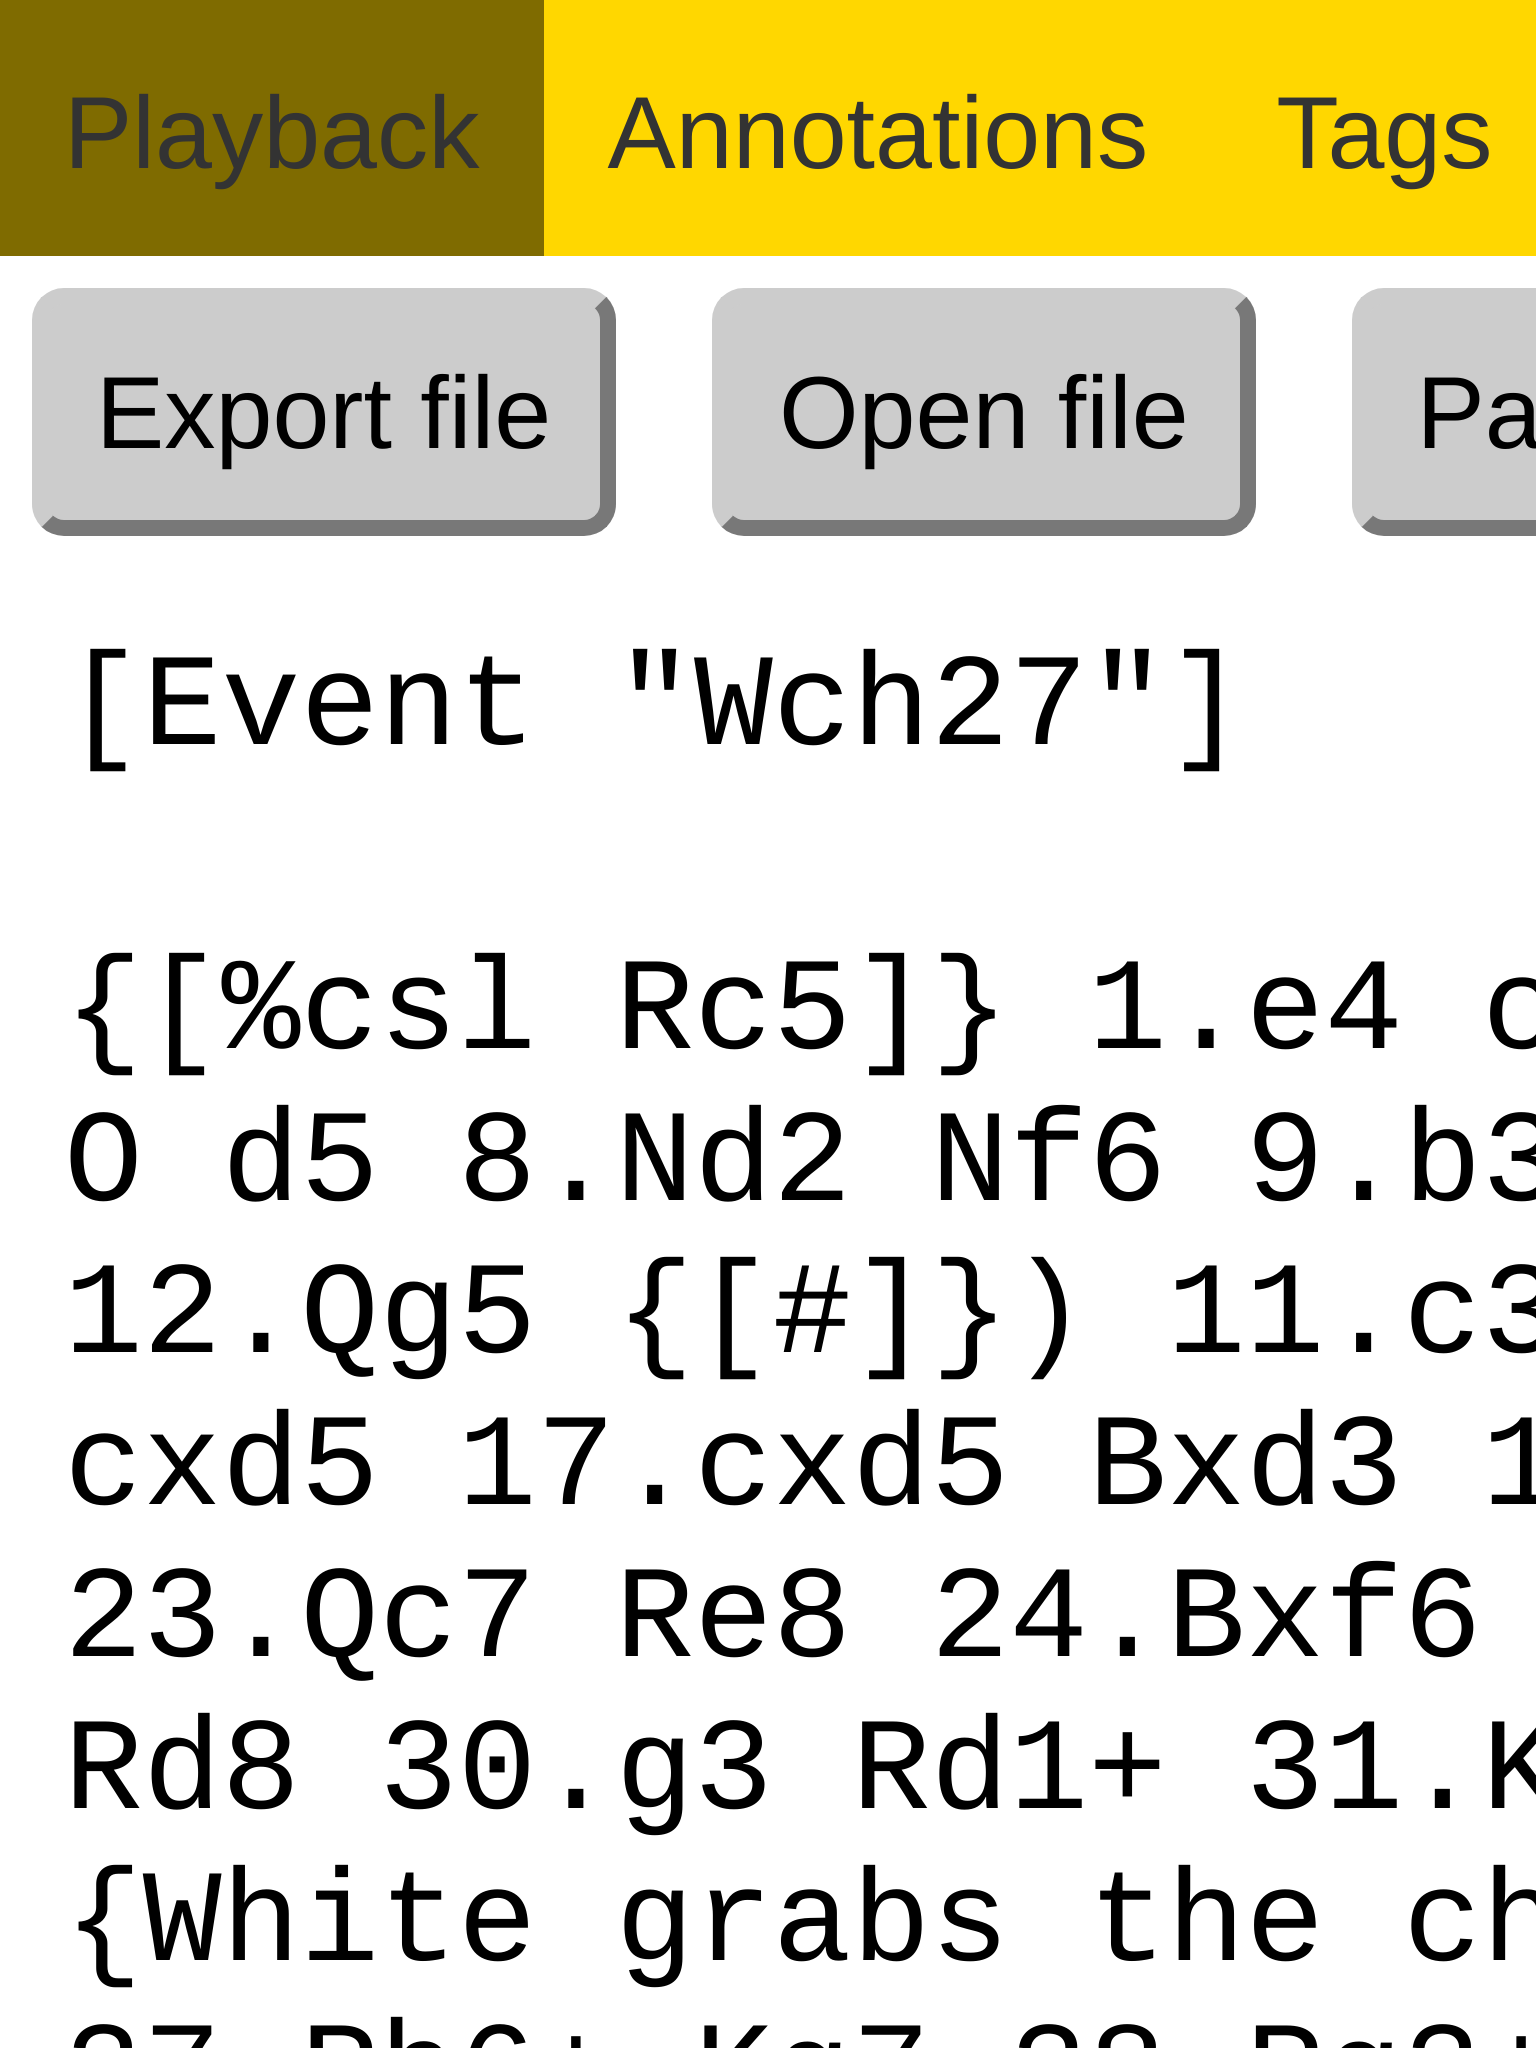 Playback Annotations Tags
Export file Open file Pa
[Event "Wch27"]
{[%csl Rc5]} 1.e4 c
O d5 8.Nd2 Nf6 9.b3
12.Qg5 {[#]}) 11.c3
cxd5 17.cxd5 Bxd3 1
23.Qc7 Re8 24.Bxf6
Rd8 30.g3 Rd1+ 31.K
{White grabs the ch